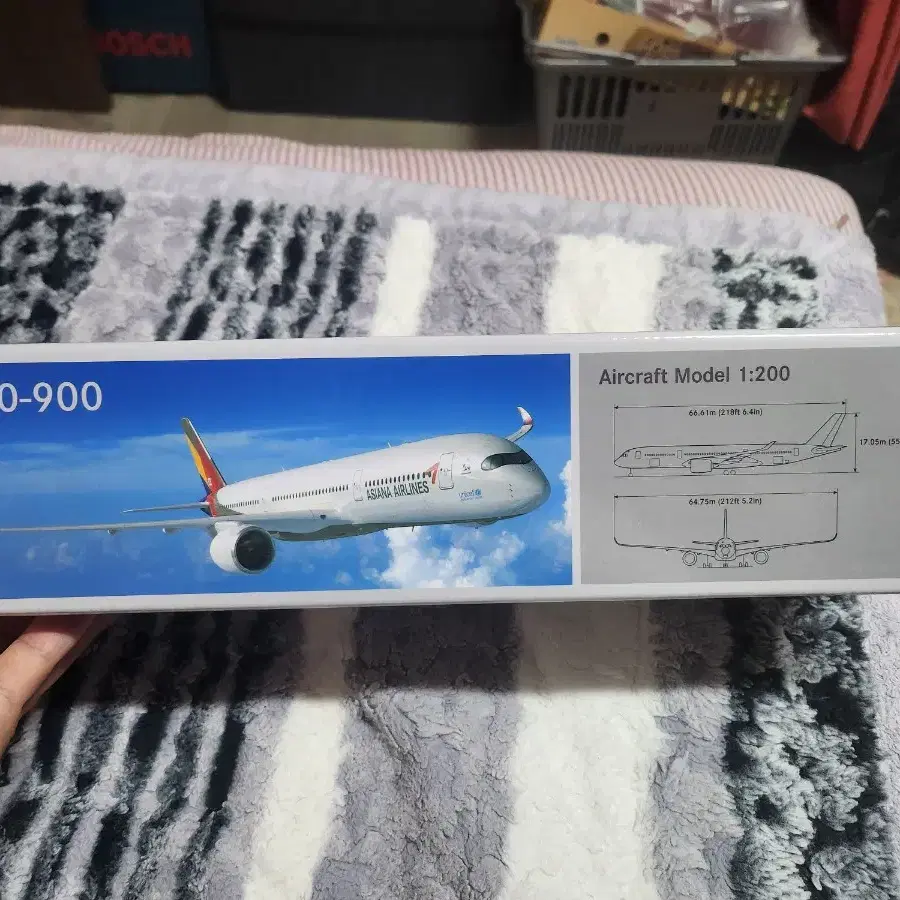 BOSCH
0-900
ASIANA AIRLINES
unicef
Aircraft Model 1:200
66.61m (218ft 6.4in)
17.05m (55
64.75m (212ft 5.2in)